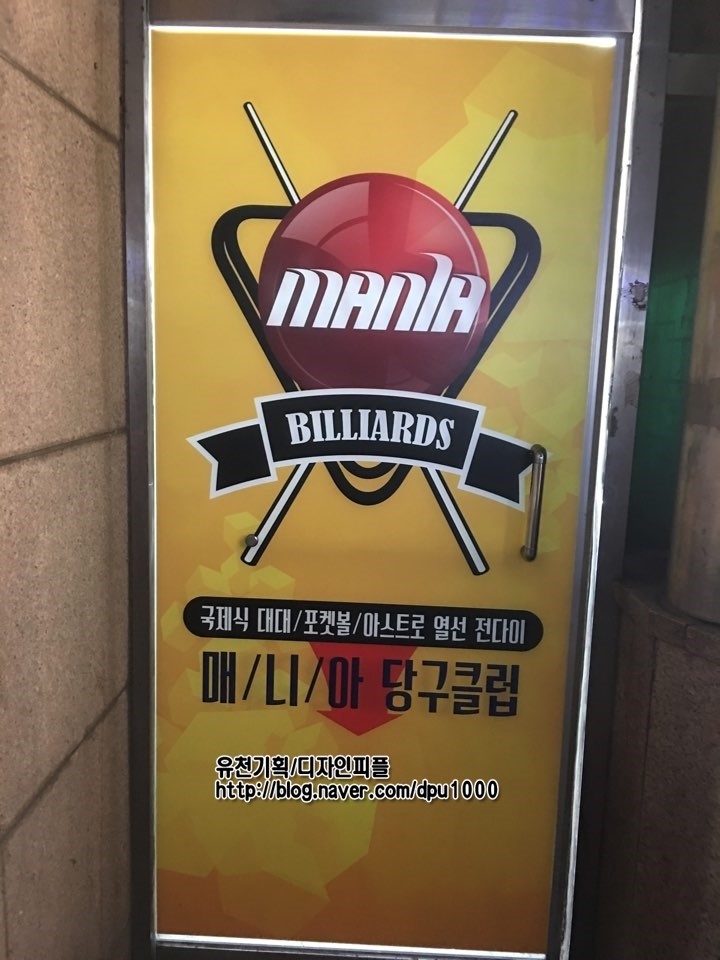 MANIA
BILLIARDS
국제식 대대/포켓볼/아스트로 열선 전다이
매/니/아 당구클럽
유천기획/디자인피플
http://blog.naver.com/dpu1000